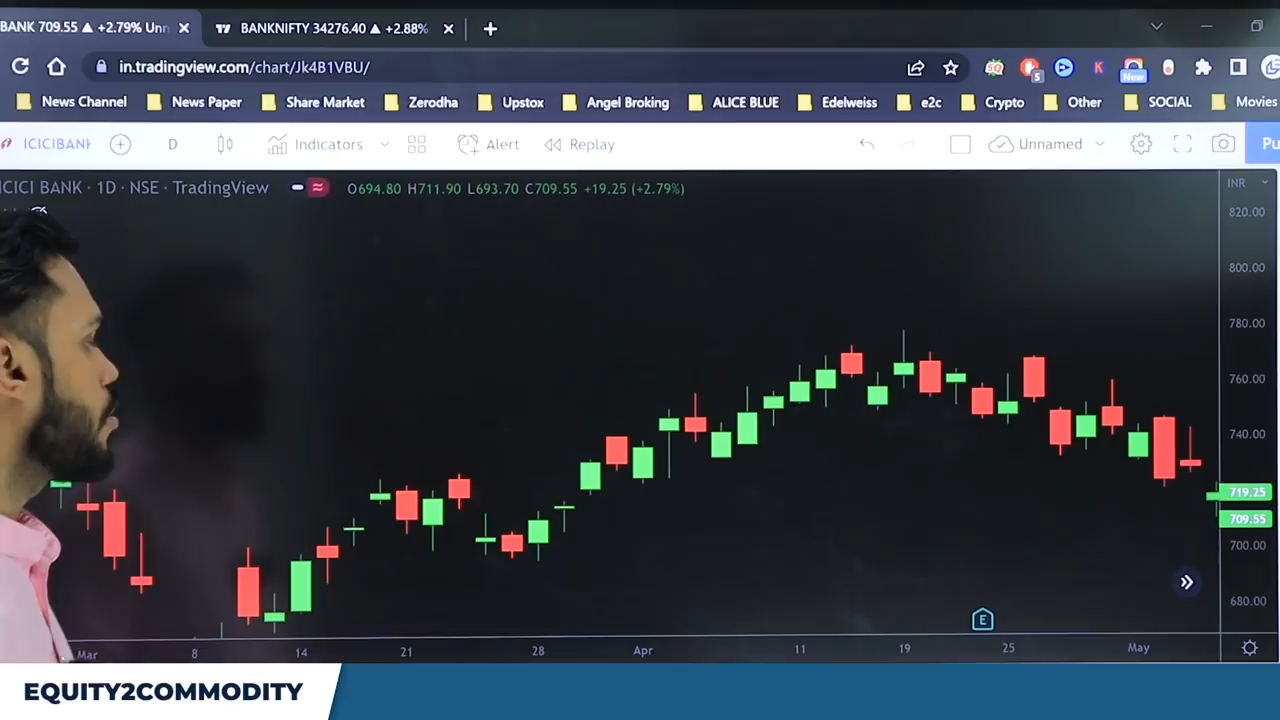 BANK 709.55 ▲ +2.79% Unn
BANKNIFTY 34276.40 ▲ +2.88%
in.tradingview.com/chart/Jk4B1VBU/
5
K
New
News Channel
News Paper
Share Market
Zerodha
Upstox
Angel Broking
ALICE BLUE
Edelweiss
e2c
Crypto
Other
SOCIAL
Movies
ICICIBANK
D
Indicators
Alert
Replay
Unnamed
Pu
ICICI BANK · 1D · NSE · TradingView
O694.80 H711.90 L693.70 C709.55 +19.25 (+2.79%)
INR
820.00
800.00
780.00
760.00
740.00
719.25
709.55
700.00
680.00
E
Mar
8
14
21
28
Apr
11
19
25
May
EQUITY2COMMODITY